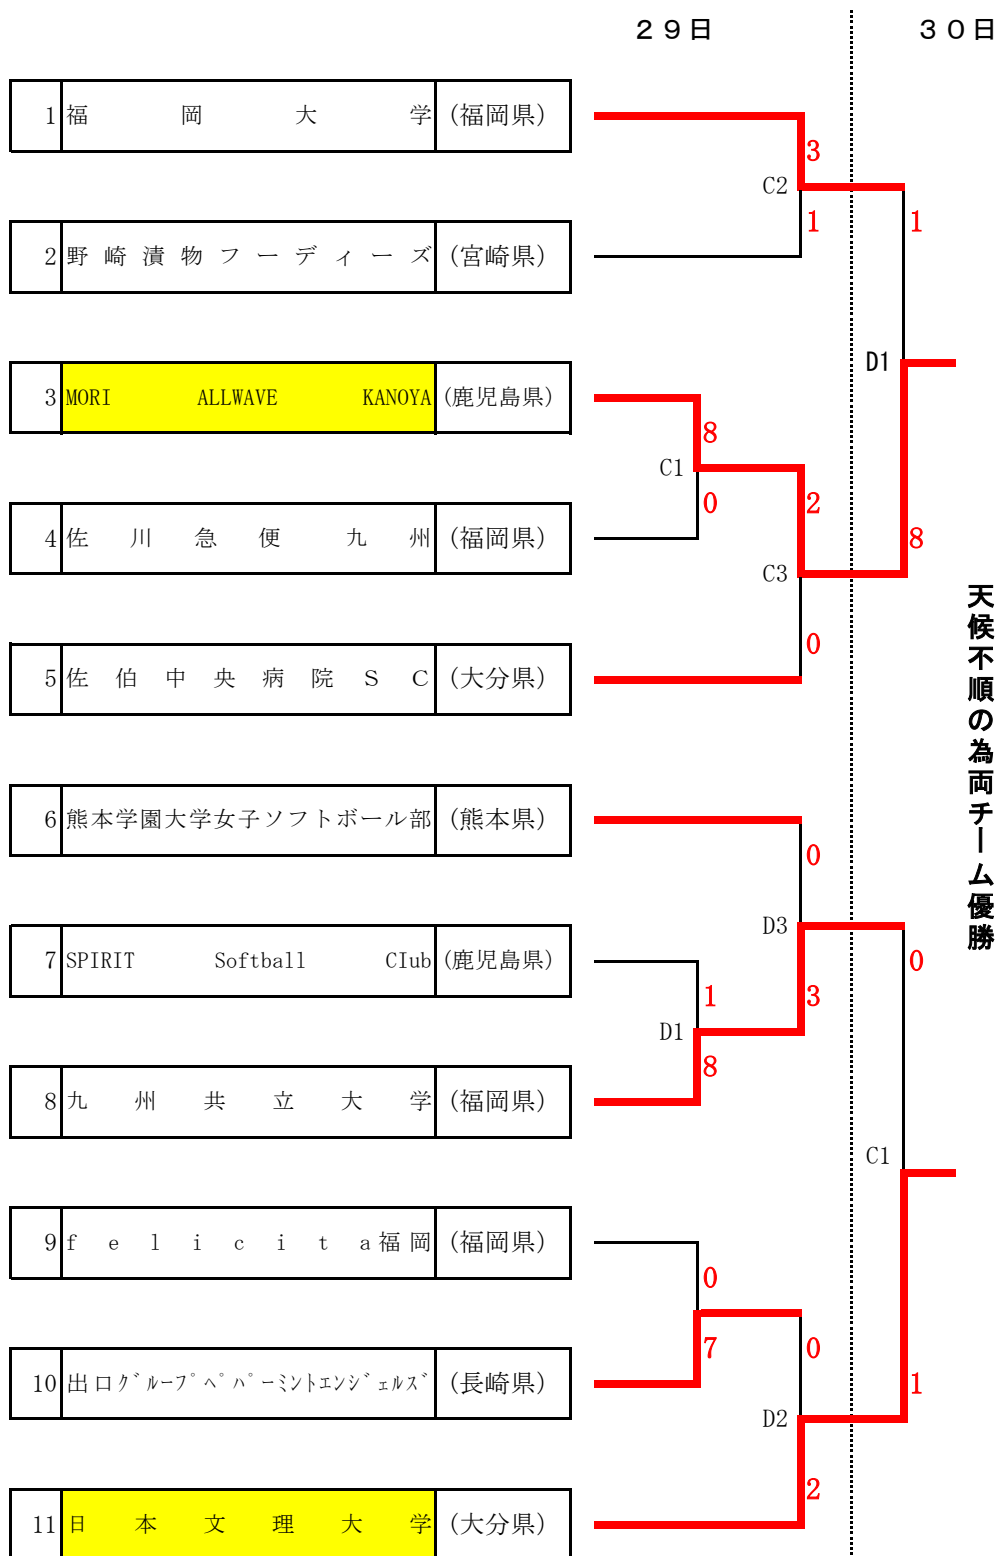 29日 30日
1 福岡大学 (福岡県)
3
C2
1
1
2 野崎漬物フーディーズ (宮崎県)
D1
3 MORI ALLWAVE KANOYA (鹿児島県)
8
C1
0
2
8
4 佐川急便九州 (福岡県)
C3
0
5 佐伯中央病院SC (大分県)
天候不順の為両チーム優勝
6 熊本学園大学女子ソフトボール部 (熊本県)
0
D3
0
7 SPIRIT Softball CIub (鹿児島県)
1
3
D1
8
8 九州共立大学 (福岡県)
C1
9 felicita福岡 (福岡県)
0
7
0
10 出口グループペパーミントエンジェルズ (長崎県)
1
D2
2
11 日本文理大学 (大分県)